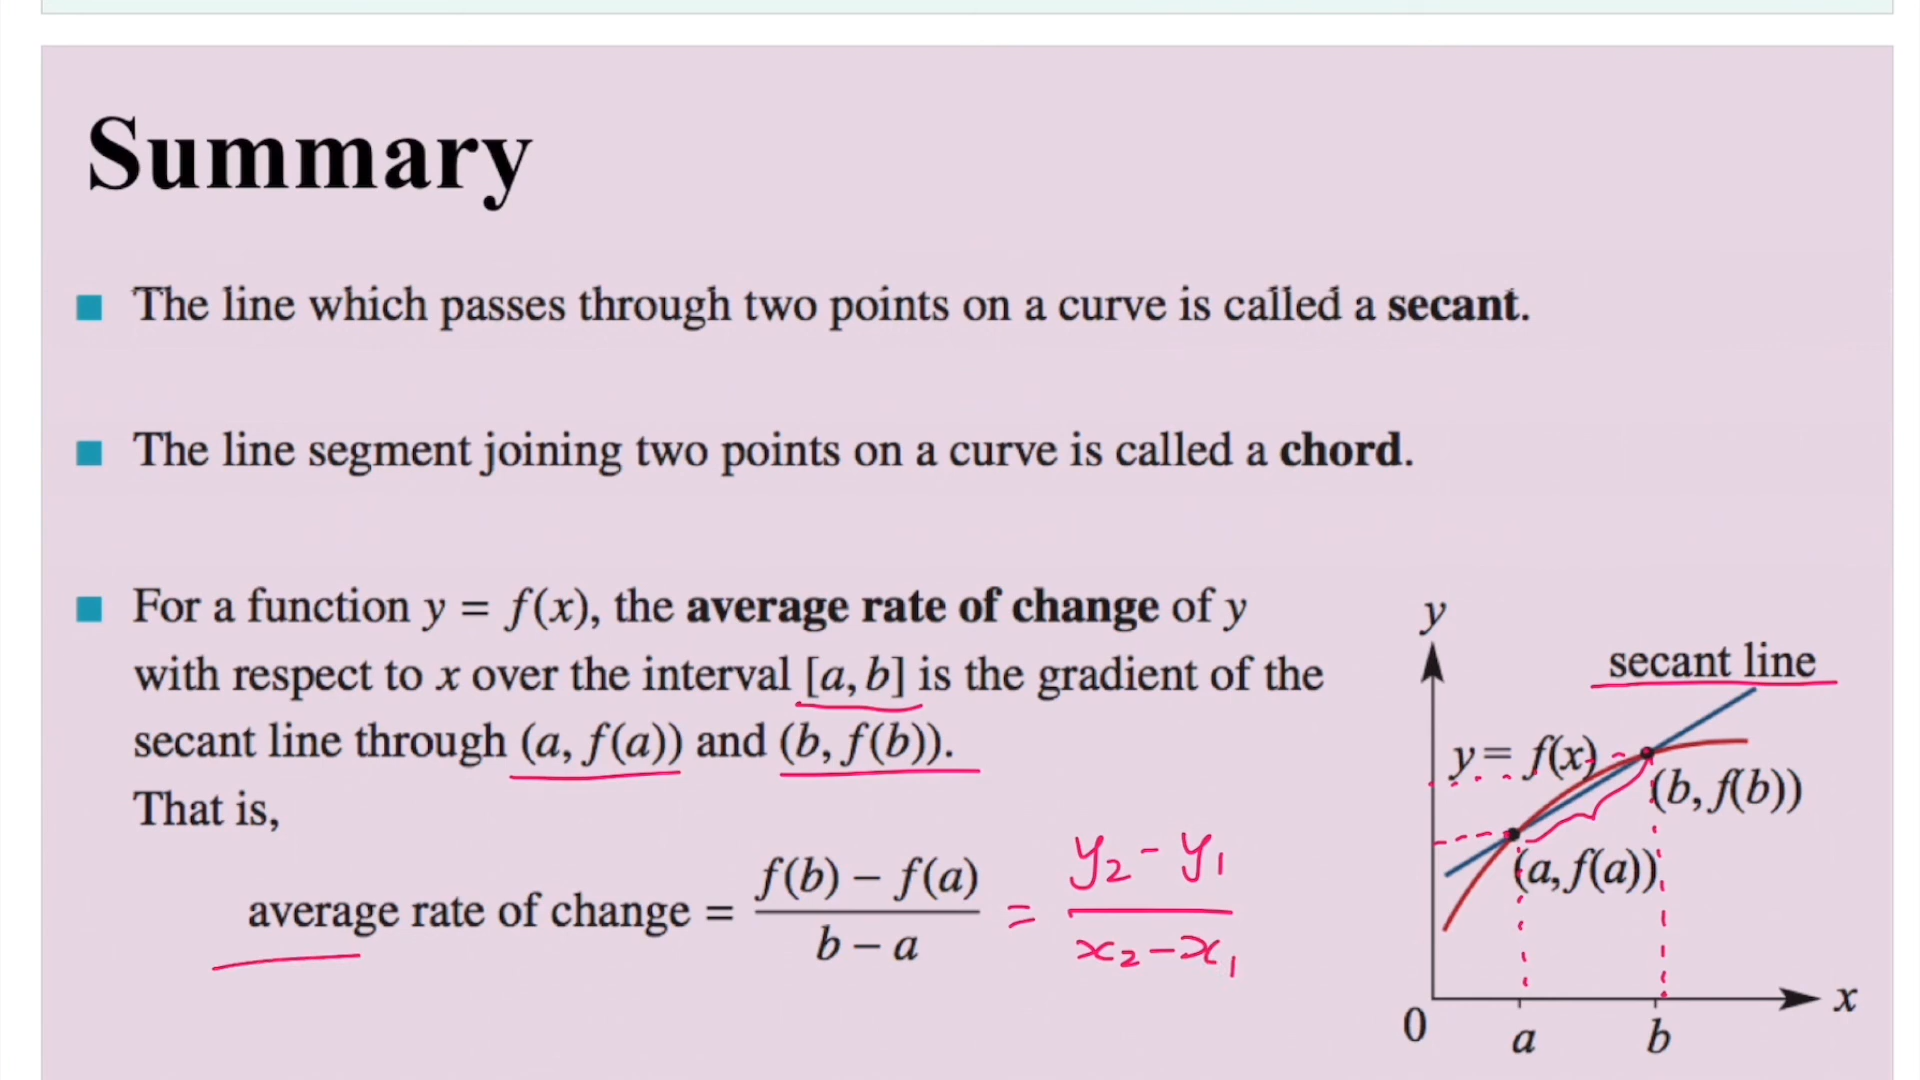 Summary
The line which passes through two points on a curve is called a secant.
The line segment joining two points on a curve is called a chord.
For a function y = f(x), the average rate of change of y
with respect to x over the interval [a, b] is the gradient of the
secant line through (a, f(a)) and (b, f(b)).
That is,
average rate of change = f(b) − f(a) / b − a = y₂ − y₁ / x₂ − x₁
y
secant line
y = f(x)
(b, f(b))
(a, f(a))
x
0
a
b